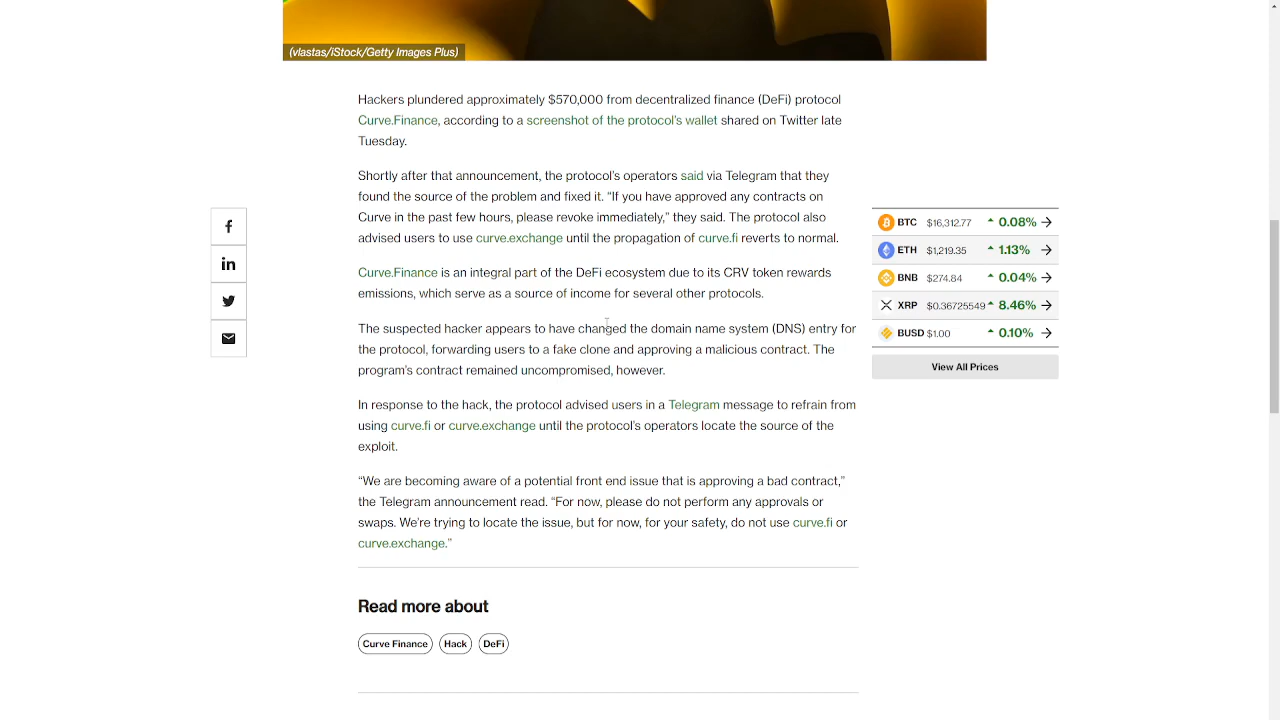 (vlastas/iStock/Getty Images Plus)
Hackers plundered approximately $570,000 from decentralized finance (DeFi) protocol
Curve.Finance, according to a screenshot of the protocol's wallet shared on Twitter late
Tuesday.
Shortly after that announcement, the protocol's operators said via Telegram that they
found the source of the problem and fixed it. “If you have approved any contracts on
Curve in the past few hours, please revoke immediately,” they said. The protocol also
advised users to use curve.exchange until the propagation of curve.fi reverts to normal.
Curve.Finance is an integral part of the DeFi ecosystem due to its CRV token rewards
emissions, which serve as a source of income for several other protocols.
The suspected hacker appears to have changed the domain name system (DNS) entry for
the protocol, forwarding users to a fake clone and approving a malicious contract. The
program's contract remained uncompromised, however.
In response to the hack, the protocol advised users in a Telegram message to refrain from
using curve.fi or curve.exchange until the protocol's operators locate the source of the
exploit.
“We are becoming aware of a potential front end issue that is approving a bad contract,”
the Telegram announcement read. “For now, please do not perform any approvals or
swaps. We're trying to locate the issue, but for now, for your safety, do not use curve.fi or
curve.exchange.”
Read more about
Curve Finance Hack DeFi
BTC $16,312.77 0.08%
ETH $1,219.35 1.13%
BNB $274.84 0.04%
XRP $0.36725549 8.46%
BUSD $1.00 0.10%
View All Prices